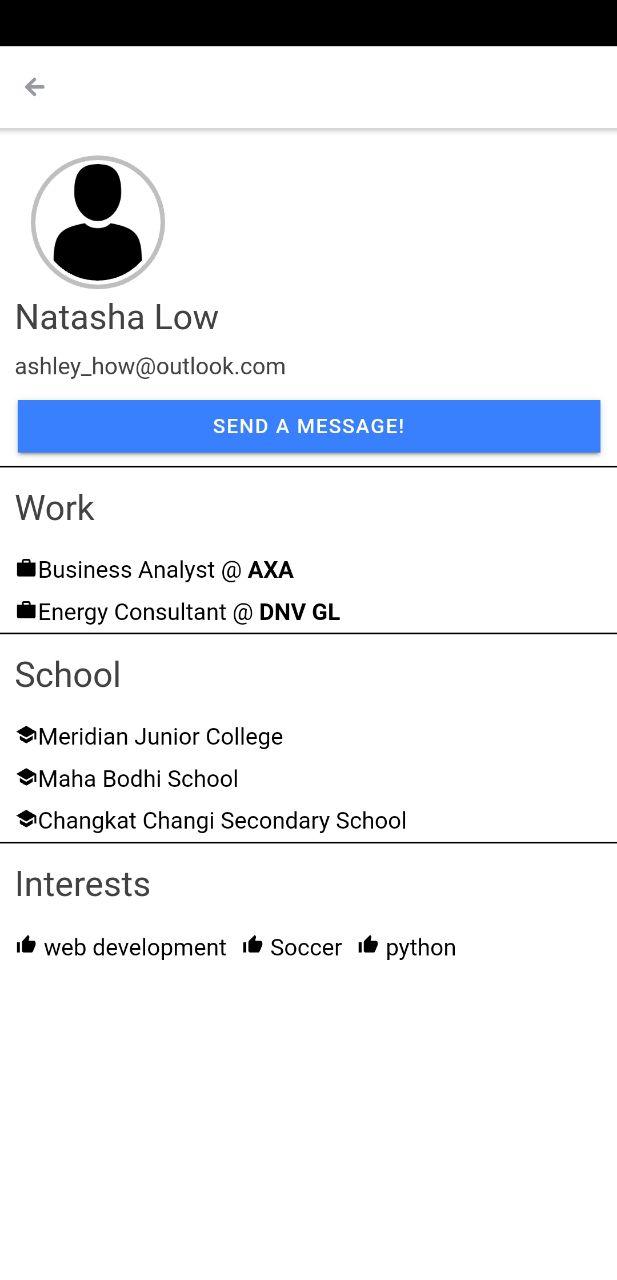 Natasha Low
ashley_how@outlook.com
SEND A MESSAGE!
Work
Business Analyst @ AXA
Energy Consultant @ DNV GL
School
Meridian Junior College
Maha Bodhi School
Changkat Changi Secondary School
Interests
web development Soccer python